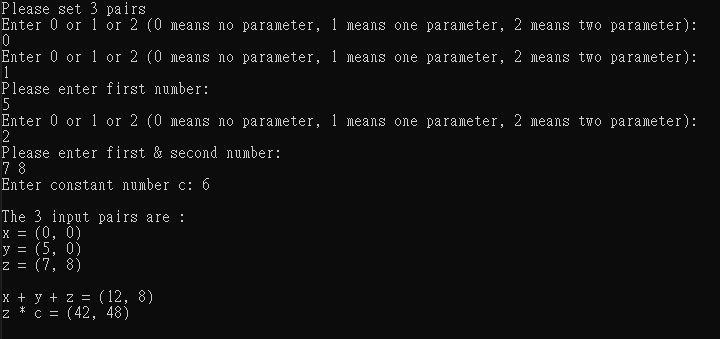 Please set 3 pairs
Enter 0 or 1 or 2 (0 means no parameter, 1 means one parameter, 2 means two parameter):
0
Enter 0 or 1 or 2 (0 means no parameter, 1 means one parameter, 2 means two parameter):
1
Please enter first number:
5
Enter 0 or 1 or 2 (0 means no parameter, 1 means one parameter, 2 means two parameter):
2
Please enter first & second number:
7 8
Enter constant number c: 6
The 3 input pairs are :
x = (0, 0)
y = (5, 0)
z = (7, 8)
x + y + z = (12, 8)
z * c = (42, 48)